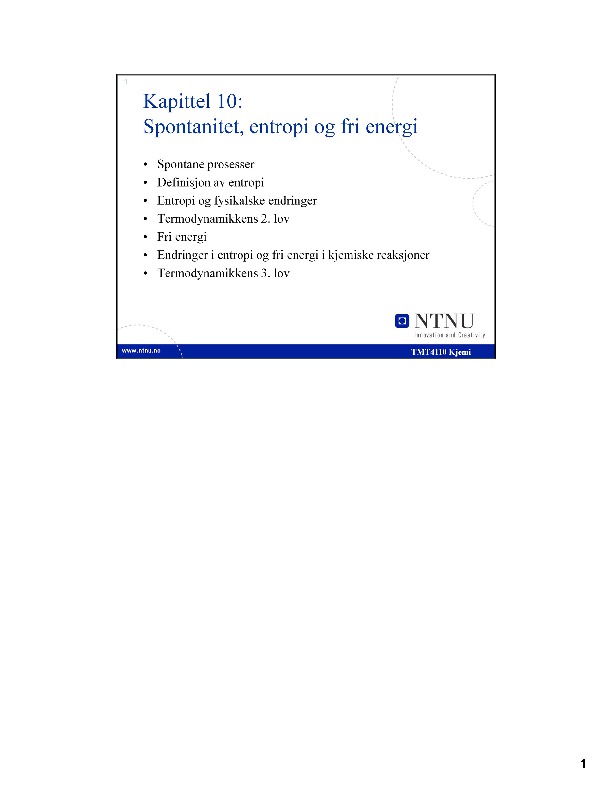 1
Kapittel 10:
Spontanitet, entropi og fri energi
• Spontane prosesser
• Definisjon av entropi
• Entropi og fysikalske endringer
• Termodynamikkens 2. lov
• Fri energi
• Endringer i entropi og fri energi i kjemiske reaksjoner
• Termodynamikkens 3. lov
NTNU
Innovation and Creativity
www.ntnu.no
TMT4110 Kjemi
1